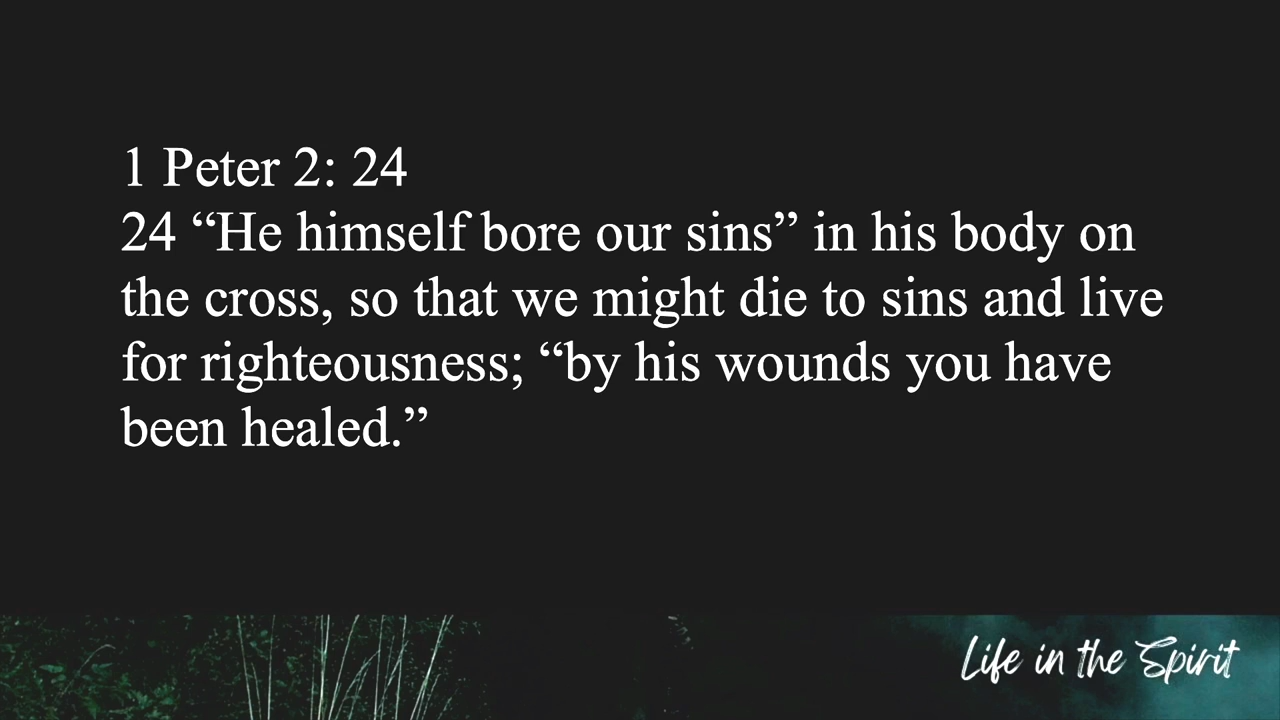 1 Peter 2: 24
24 “He himself bore our sins” in his body on
the cross, so that we might die to sins and live
for righteousness; “by his wounds you have
been healed.”
Life in the Spirit